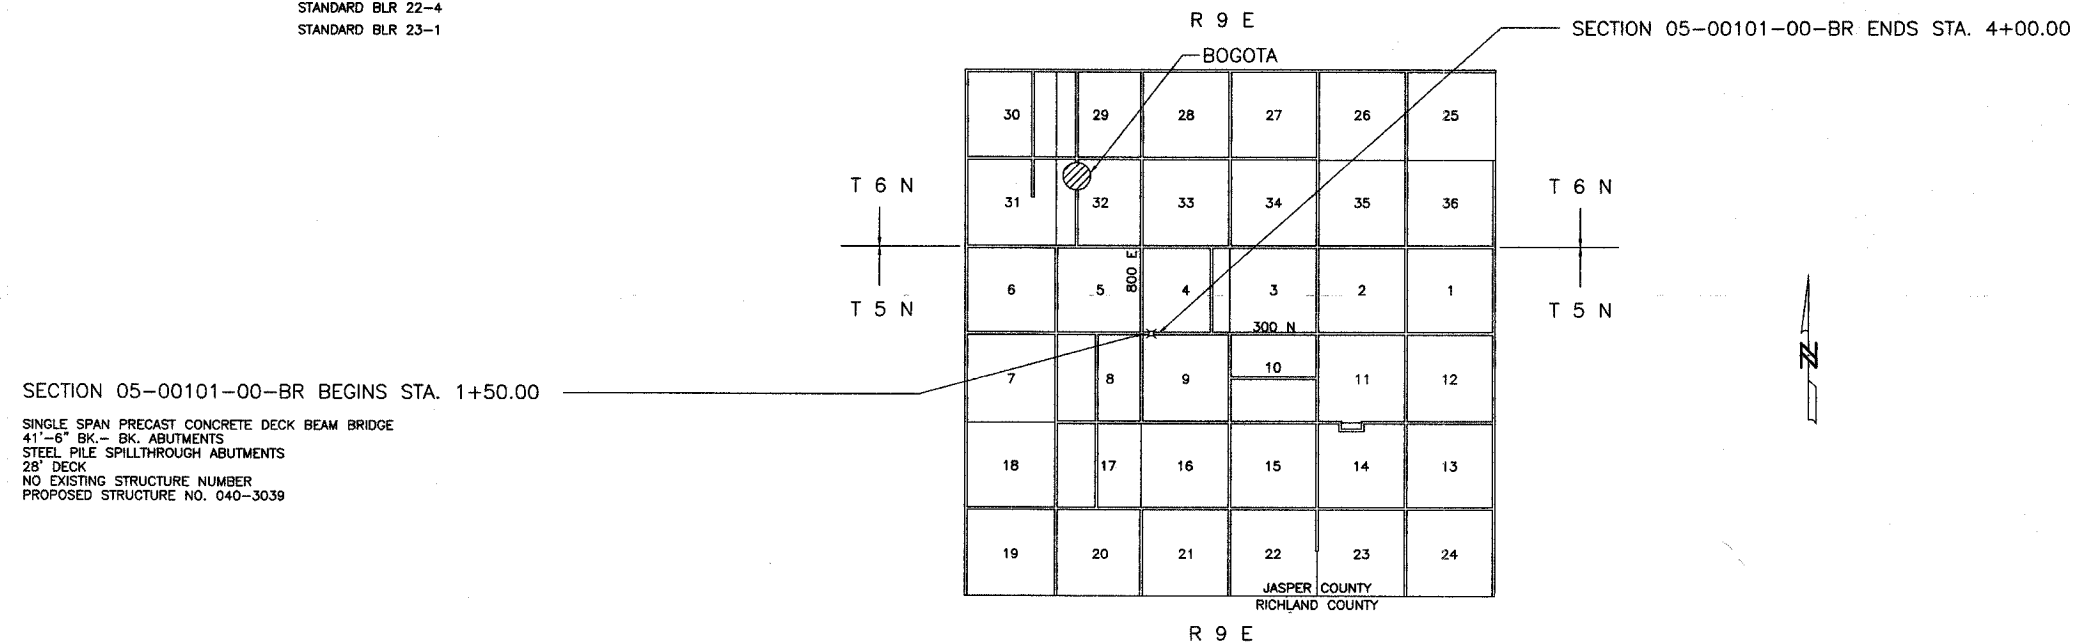 STANDARD BLR 22-4
STANDARD BLR 23-1
R 9 E
SECTION 05-00101-00-BR ENDS STA. 4+00.00
BOGOTA
30 29 28 27 26 25
T 6 N
T 6 N
31 32 33 34 35 36
800 E
6 5 4 3 2 1
T 5 N
T 5 N
300 N
N
7 8 9 10 11 12
SECTION 05-00101-00-BR BEGINS STA. 1+50.00
SINGLE SPAN PRECAST CONCRETE DECK BEAM BRIDGE
41'-6" BK.- BK. ABUTMENTS
STEEL PILE SPILLTHROUGH ABUTMENTS
28' DECK
NO EXISTING STRUCTURE NUMBER
PROPOSED STRUCTURE NO. 040-3039
18 17 16 15 14 13
19 20 21 22 23 24
JASPER COUNTY
RICHLAND COUNTY
R 9 E